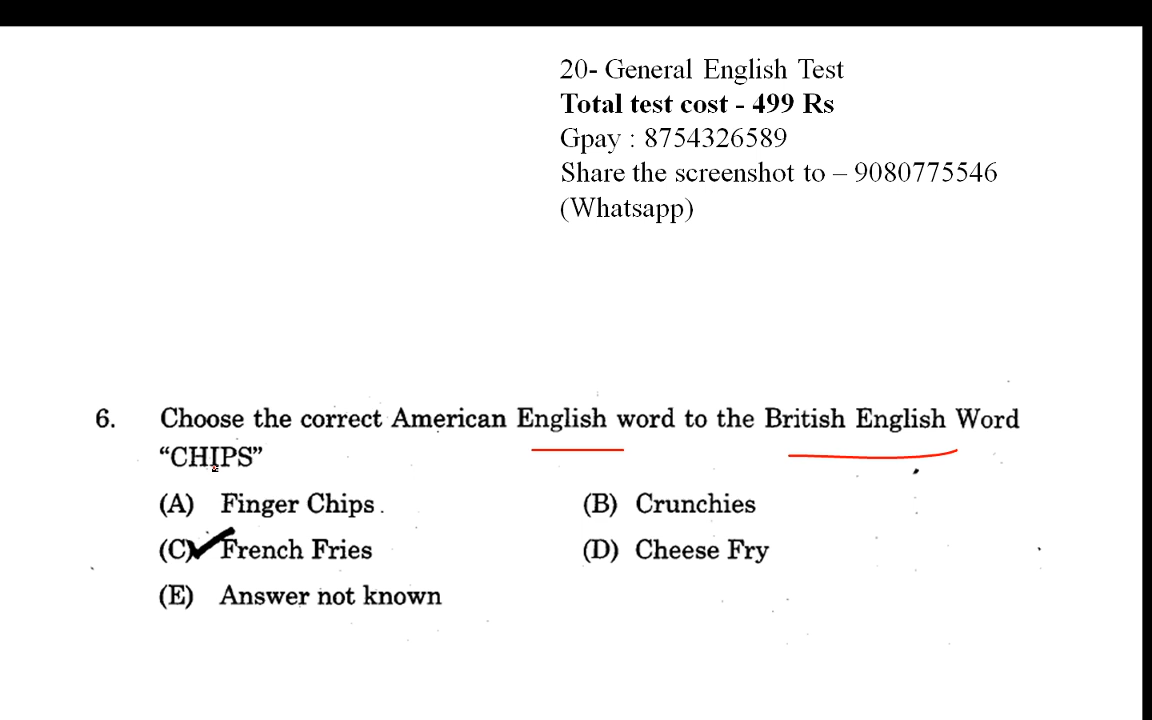 20- General English Test
Total test cost - 499 Rs
Gpay : 8754326589
Share the screenshot to – 9080775546
(Whatsapp)
6. Choose the correct American English word to the British English Word
“CHIPS”
(A) Finger Chips. (B) Crunchies
(C) French Fries (D) Cheese Fry
(E) Answer not known